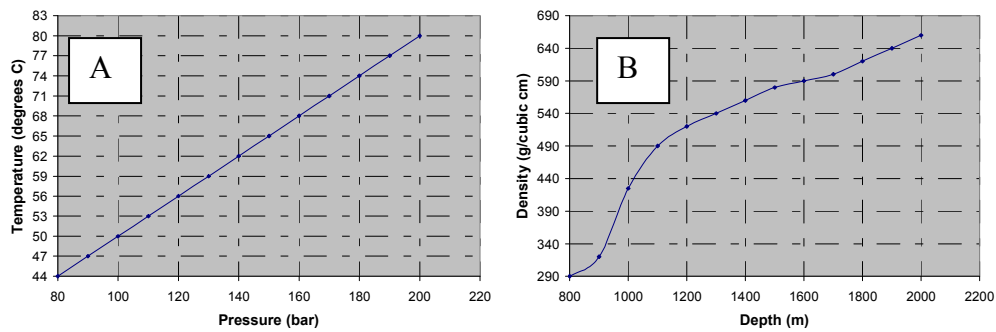 83
80
77
74
71
68
65
62
59
56
53
50
47
44
Temperature (degrees C)
A
80 100 120 140 160 180 200 220
Pressure (bar)
690
640
590
540
490
440
390
340
290
Density (g/cubic cm)
B
800 1000 1200 1400 1600 1800 2000 2200
Depth (m)